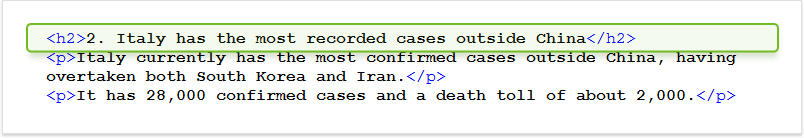 <h2>2. Italy has the most recorded cases outside China</h2>
<p>Italy currently has the most confirmed cases outside China, having
overtaken both South Korea and Iran.</p>
<p>It has 28,000 confirmed cases and a death toll of about 2,000.</p>